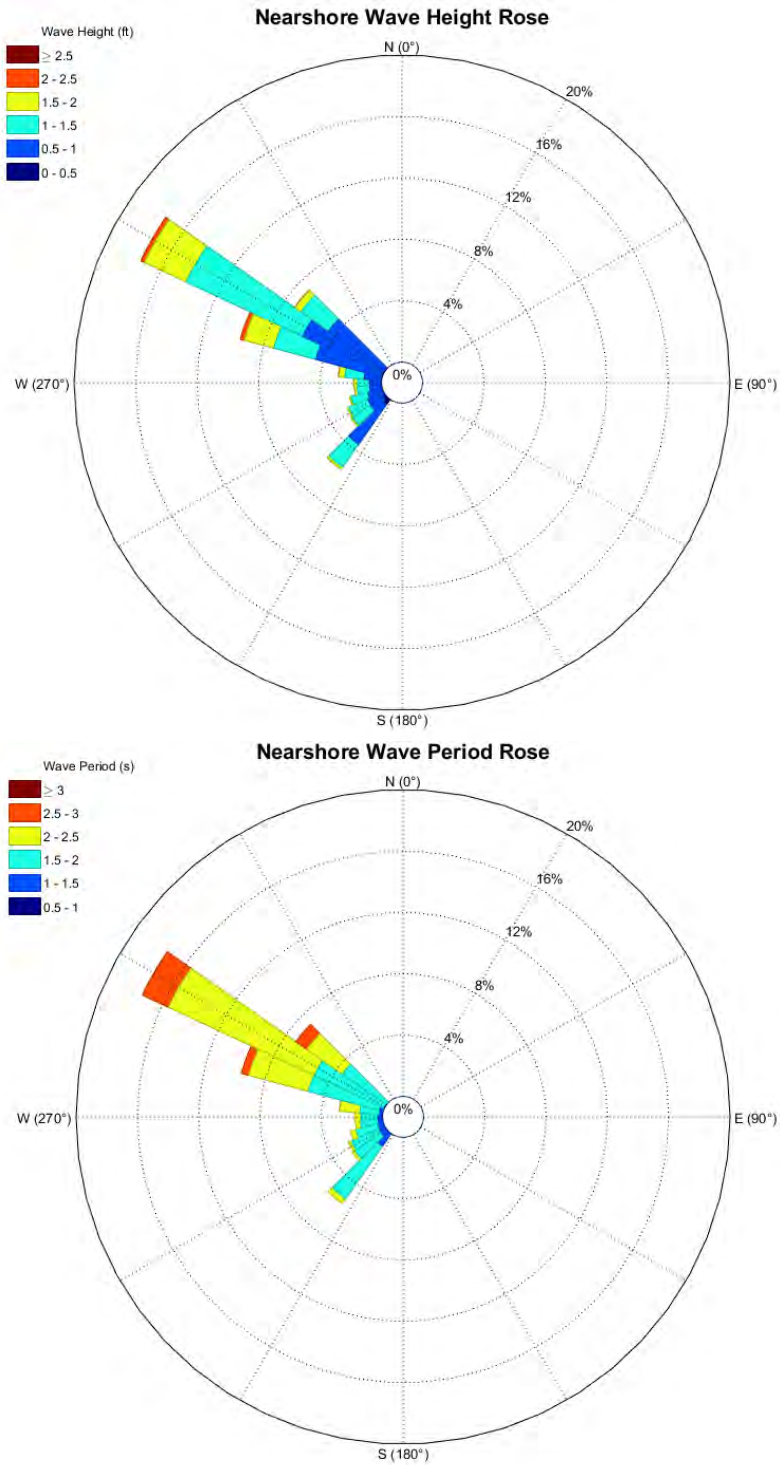 Nearshore Wave Height Rose
Wave Height (ft)
≥ 2.5
2 - 2.5
1.5 - 2
1 - 1.5
0.5 - 1
0 - 0.5
N (0°)
20%
16%
12%
8%
4%
0%
W (270°)
E (90°)
S (180°)
Nearshore Wave Period Rose
Wave Period (s)
≥ 3
2.5 - 3
2 - 2.5
1.5 - 2
1 - 1.5
0.5 - 1
N (0°)
20%
16%
12%
8%
4%
0%
W (270°)
E (90°)
S (180°)